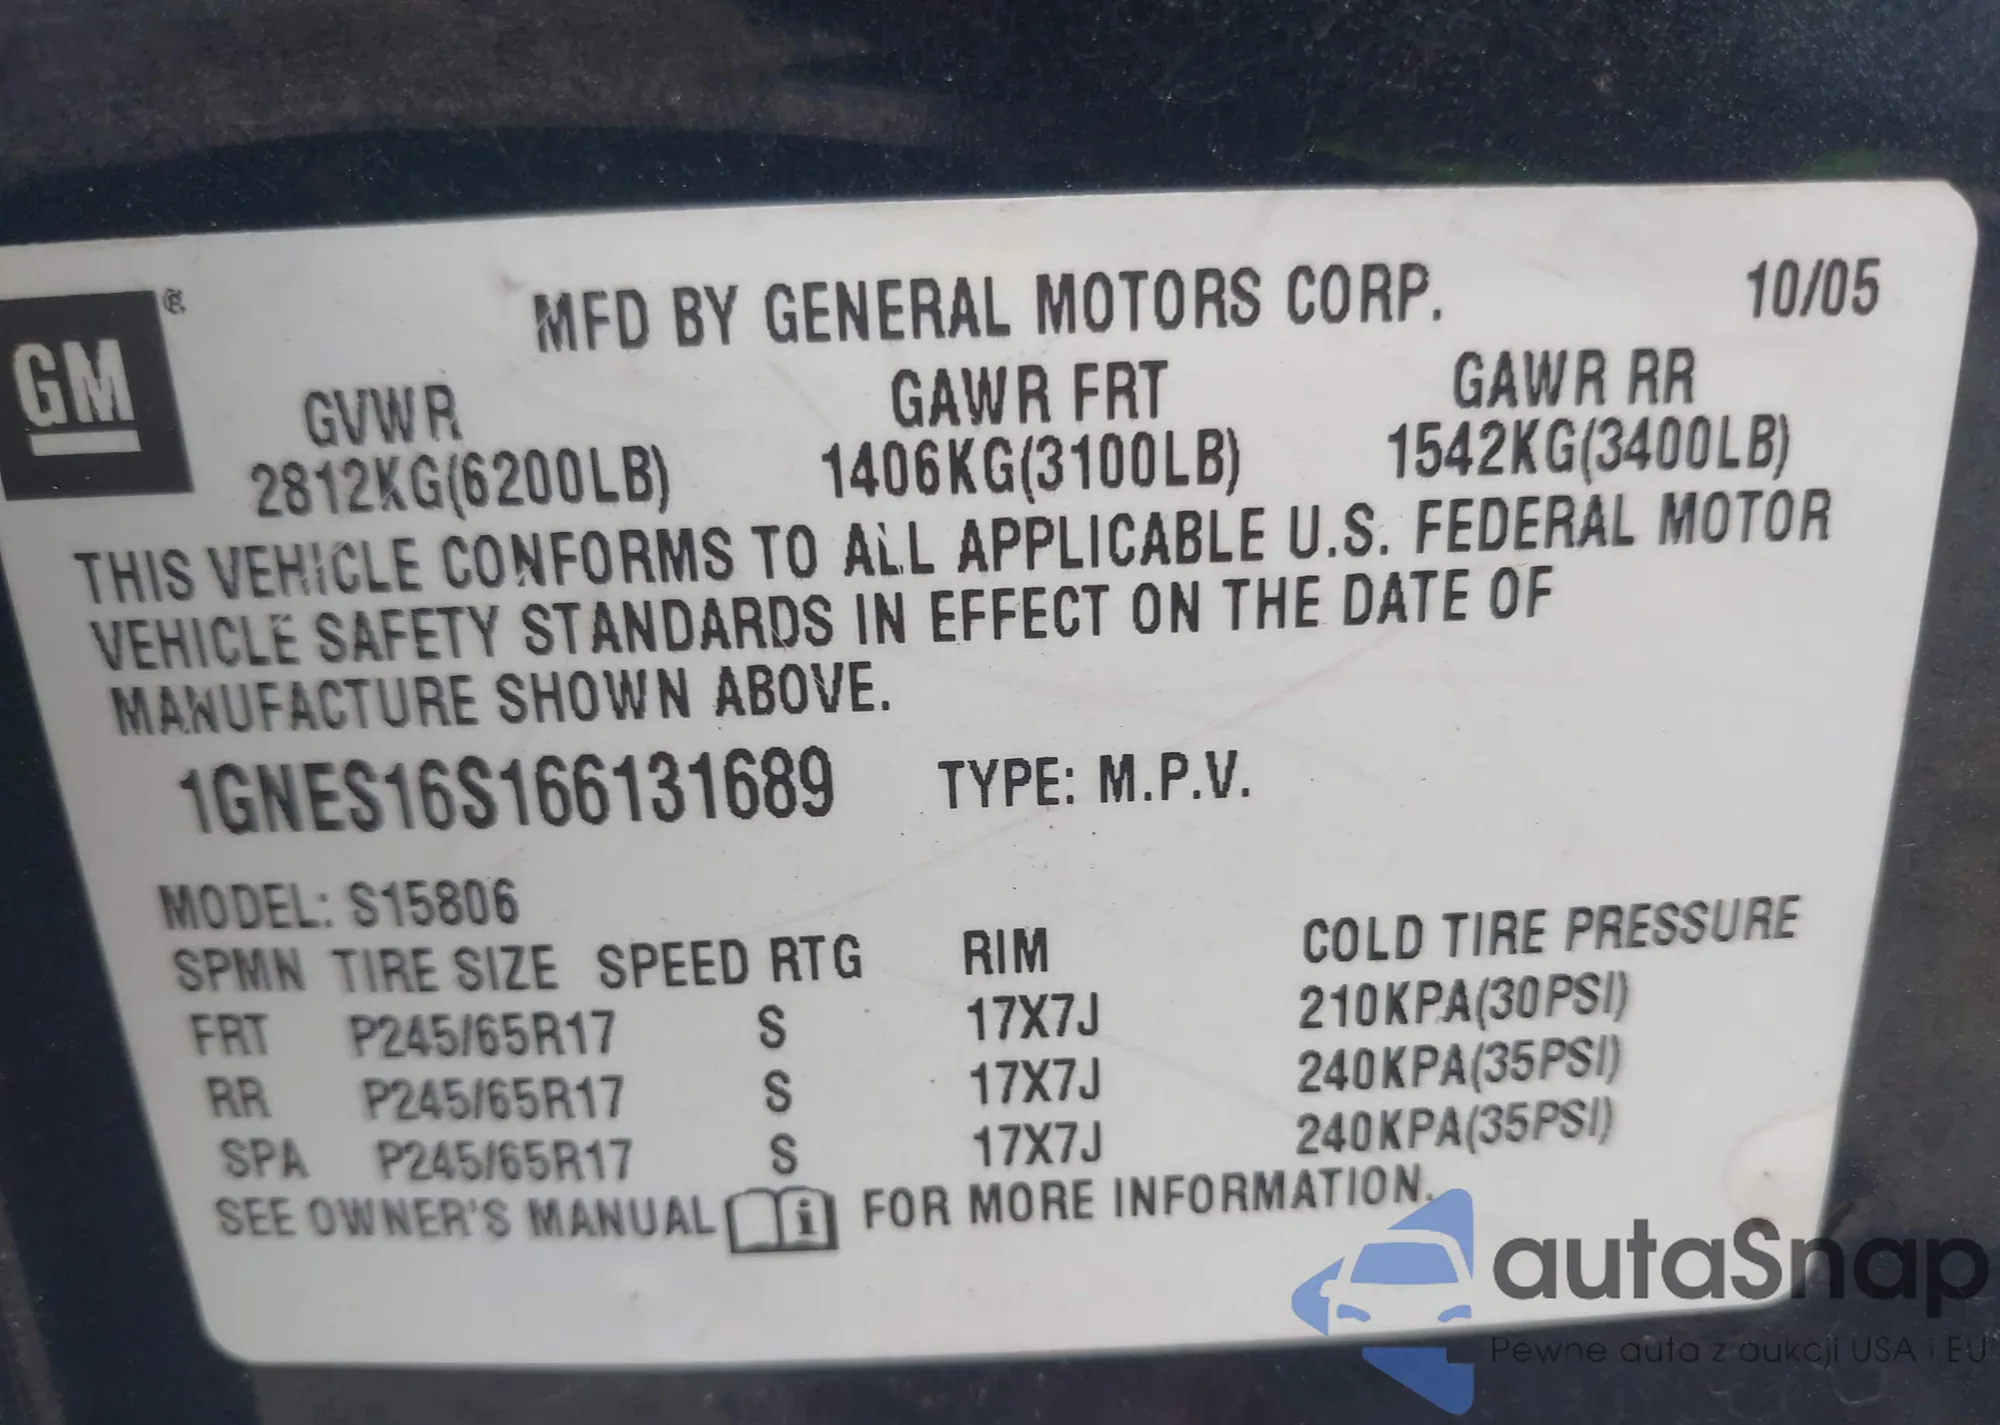 GM ®
MFD BY GENERAL MOTORS CORP. 10/05
GVWR GAWR FRT GAWR RR
2812KG(6200LB) 1406KG(3100LB) 1542KG(3400LB)
THIS VEHICLE CONFORMS TO ALL APPLICABLE U.S. FEDERAL MOTOR
VEHICLE SAFETY STANDARDS IN EFFECT ON THE DATE OF
MANUFACTURE SHOWN ABOVE.
1GNES16S166131689 TYPE: M.P.V.
MODEL: S15806
SPMN TIRE SIZE SPEED RTG RIM COLD TIRE PRESSURE
FRT P245/65R17 S 17X7J 210KPA(30PSI)
RR P245/65R17 S 17X7J 240KPA(35PSI)
SPA P245/65R17 S 17X7J 240KPA(35PSI)
SEE OWNER'S MANUAL i FOR MORE INFORMATION.
autaSnap
Pewne auta z aukcji USA i EU